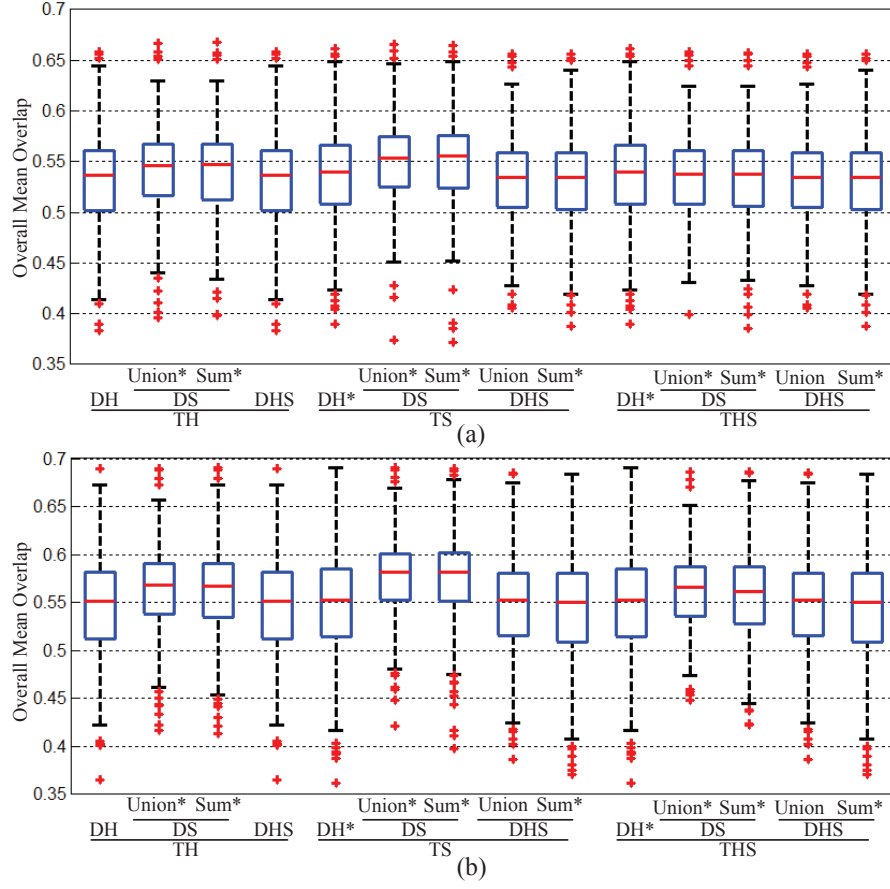 0.7
0.65
0.6
0.55
0.5
0.45
0.4
0.35
Overall Mean Overlap
Union* Sum* Union* Sum* Union Sum* Union* Sum* Union Sum*
DH DS DHS DH* DS DHS DH* DS DHS
TH TS THS
(a)
0.7
0.65
0.6
0.55
0.5
0.45
0.4
0.35
Overall Mean Overlap
Union* Sum* Union* Sum* Union Sum* Union* Sum* Union Sum*
DH DS DHS DH* DS DHS DH* DS DHS
TH TS THS
(b)